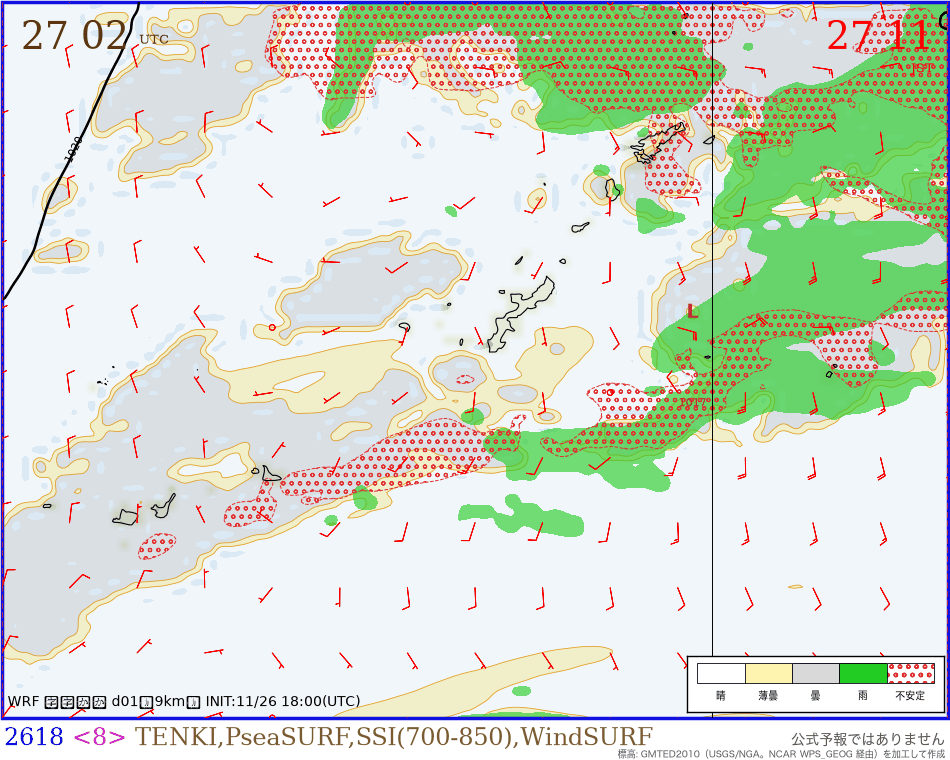 27 02 UTC
27 11
1020
1017
L
1017
晴 薄曇 曇 雨 不安定
WRF d01 9km INIT:11/26 18:00(UTC)
2618 <8> TENKI,PseaSURF,SSI(700-850),WindSURF
公式予報ではありません
標高: GMTED2010（USGS/NGA。NCAR WPS_GEOG 経由）を加工して作成